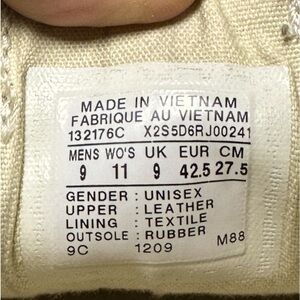 MADE IN VIETNAM
FABRIQUE AU VIETNAM
132176C X2S5D6RJ00241
MENS WO'S UK EUR CM
9 11 9 42.5 27.5
GENDER : UNISEX
UPPER : LEATHER
LINING : TEXTILE
OUTSOLE : RUBBER
9C 1209 M88